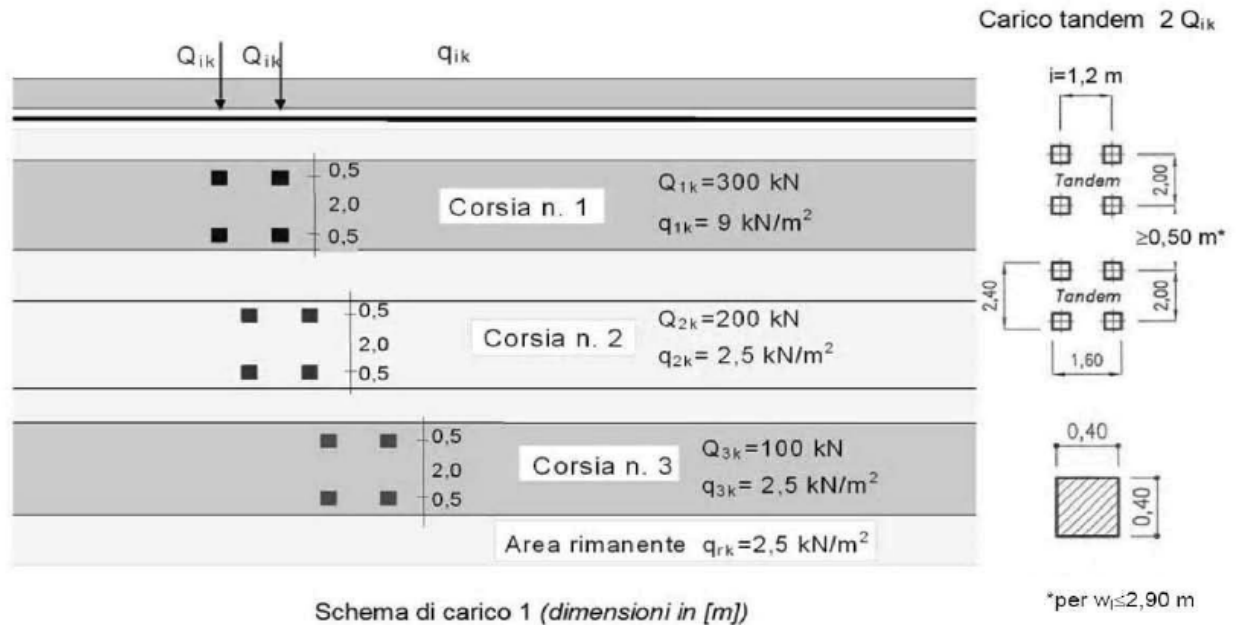 Carico tandem 2 Qik
Qik Qik qik
i=1,2 m
0,5
2,0
0,5
Corsia n. 1
Q1k=300 kN
q1k= 9 kN/m²
Tandem
2,00
≥0,50 m*
0,5
2,0
0,5
Corsia n. 2
Q2k=200 kN
q2k= 2,5 kN/m²
2,40
Tandem
2,00
1,60
0,5
2,0
0,5
Corsia n. 3
Q3k=100 kN
q3k= 2,5 kN/m²
0,40
0,40
Area rimanente qrk=2,5 kN/m²
Schema di carico 1 (dimensioni in [m])
*per wl≤2,90 m